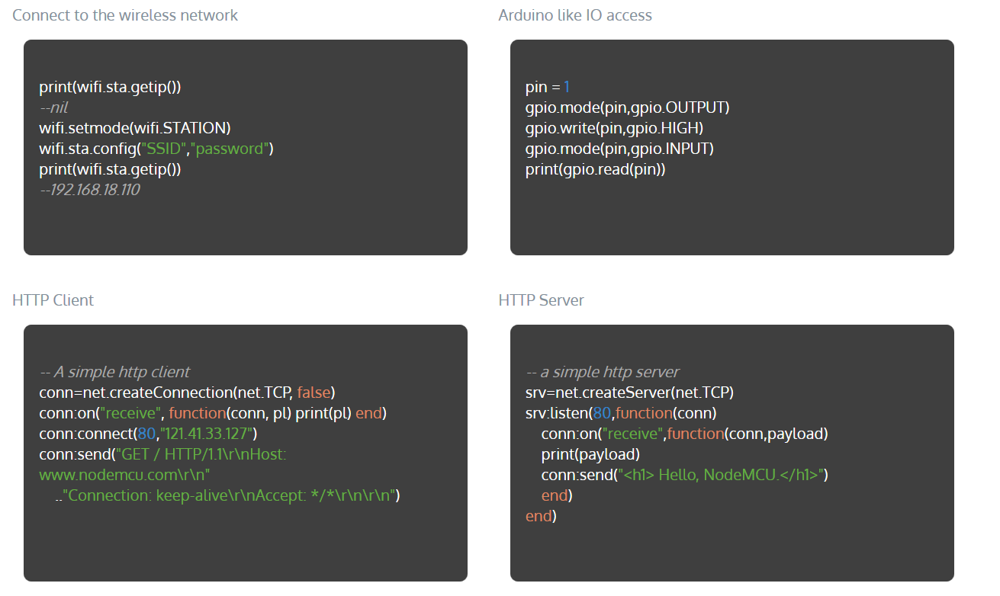 Connect to the wireless network
print(wifi.sta.getip())
--nil
wifi.setmode(wifi.STATION)
wifi.sta.config("SSID","password")
print(wifi.sta.getip())
--192.168.18.110
Arduino like IO access
pin = 1
gpio.mode(pin,gpio.OUTPUT)
gpio.write(pin,gpio.HIGH)
gpio.mode(pin,gpio.INPUT)
print(gpio.read(pin))
HTTP Client
-- A simple http client
conn=net.createConnection(net.TCP, false)
conn:on("receive", function(conn, pl) print(pl) end)
conn:connect(80,"121.41.33.127")
conn:send("GET / HTTP/1.1\r\nHost:
www.nodemcu.com\r\n"
    .."Connection: keep-alive\r\nAccept: */*\r\n\r\n")
HTTP Server
-- a simple http server
srv=net.createServer(net.TCP)
srv:listen(80,function(conn)
    conn:on("receive",function(conn,payload)
    print(payload)
    conn:send("<h1> Hello, NodeMCU.</h1>")
    end)
end)